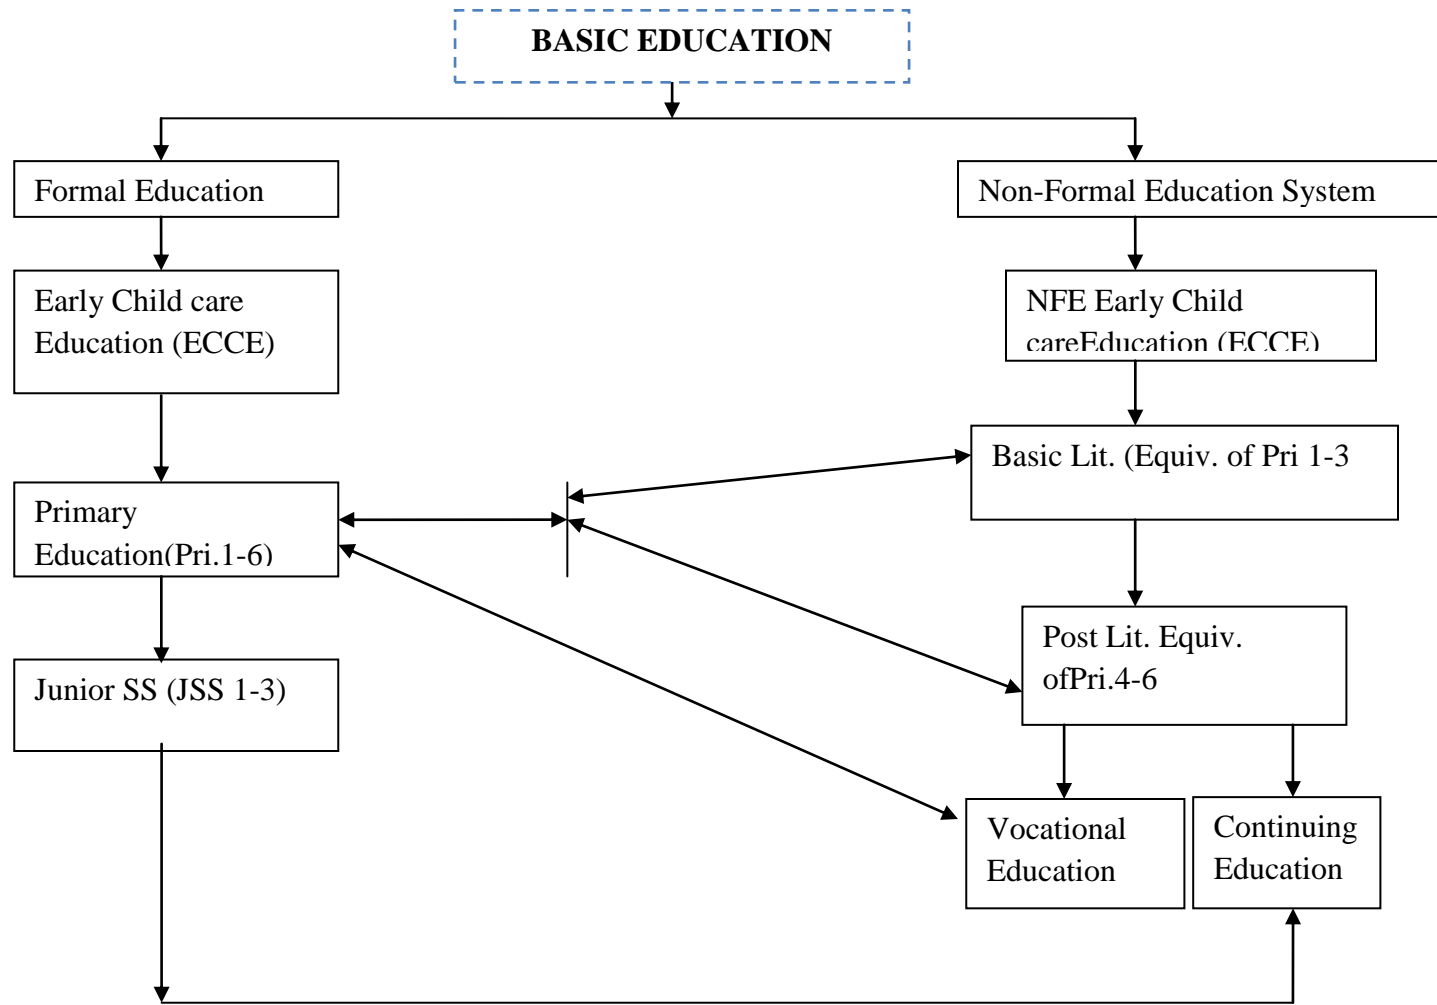 BASIC EDUCATION
Formal Education
Non-Formal Education System
Early Child care
Education (ECCE)
NFE Early Child
careEducation (ECCE)
Basic Lit. (Equiv. of Pri 1-3
Primary
Education(Pri.1-6)
Post Lit. Equiv.
ofPri.4-6
Junior SS (JSS 1-3)
Vocational
Education
Continuing
Education